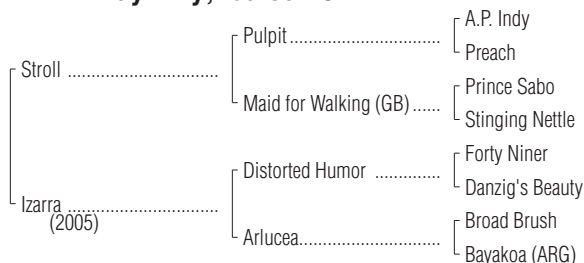 A.P. Indy
Pulpit
Preach
Stroll
Prince Sabo
Maid for Walking (GB)
Stinging Nettle
Forty Niner
Distorted Humor
Danzig's Beauty
Izarra
(2005)
Broad Brush
Arlucea
Bayakoa (ARG)